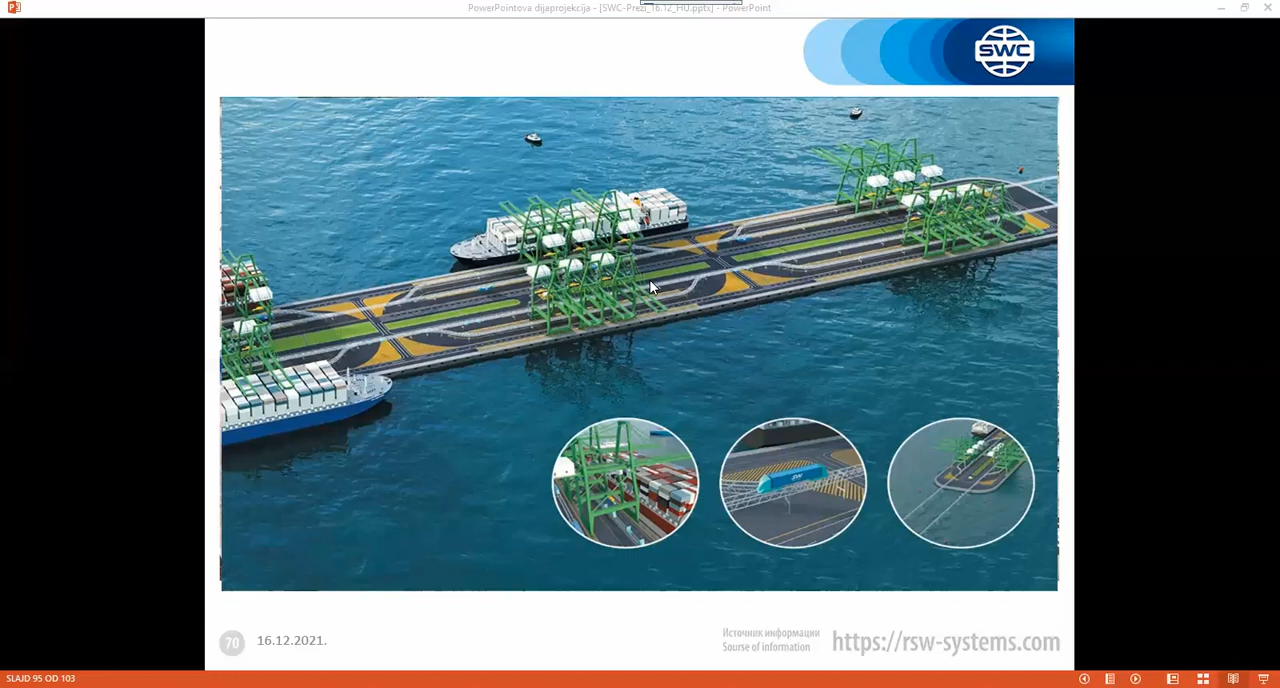 PowerPointova dijaprojekcija - [SWC-Prezi_16.12_HU.pptx] - PowerPoint
SWC
70
16.12.2021.
Источник информации
Sourse of information
https://rsw-systems.com
SLAJD 95 OD 103